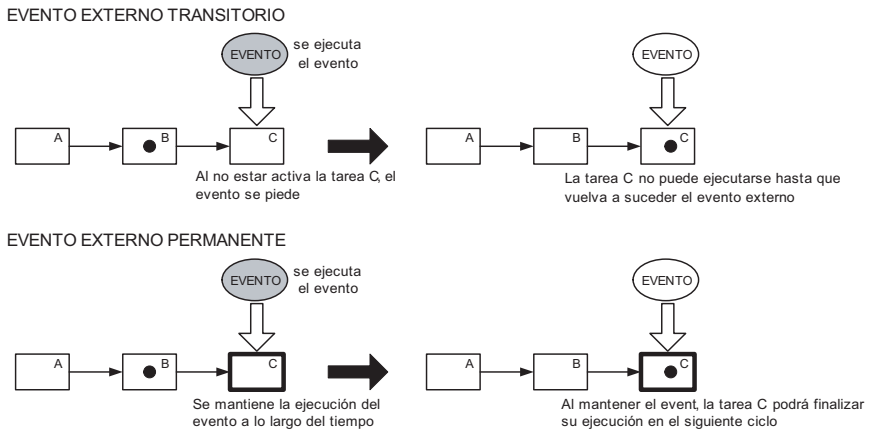 EVENTO EXTERNO TRANSITORIO
EVENTO
se ejecuta
el evento
EVENTO
A
B
C
A
B
C
Al no estar activa la tarea C, el
evento se piede
La tarea C no puede ejecutarse hasta que
vuelva a suceder el evento externo
EVENTO EXTERNO PERMANENTE
EVENTO
se ejecuta
el evento
EVENTO
A
B
C
A
B
C
Se mantiene la ejecución del
evento a lo largo del tiempo
Al mantener el event, la tarea C podrá finalizar
su ejecución en el siguiente ciclo